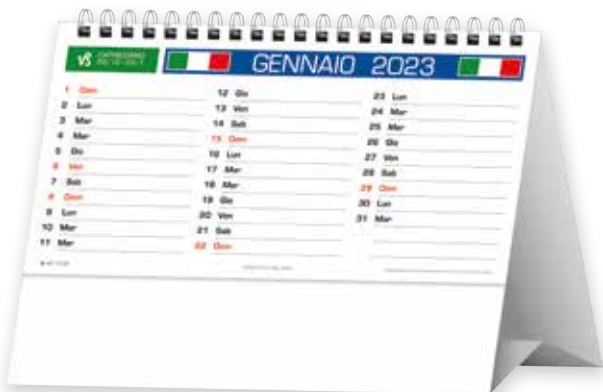 CAPRICORNO
GENNAIO 2023
1 Dom
2 Lun
3 Mar
4 Mer
5 Gio
6 Ven
7 Sab
8 Dom
9 Lun
10 Mar
11 Mer
12 Gio
13 Ven
14 Sab
15 Dom
16 Lun
17 Mar
18 Mer
19 Gio
20 Ven
21 Sab
22 Dom
23 Lun
24 Mar
25 Mer
26 Gio
27 Ven
28 Sab
29 Dom
30 Lun
31 Mar